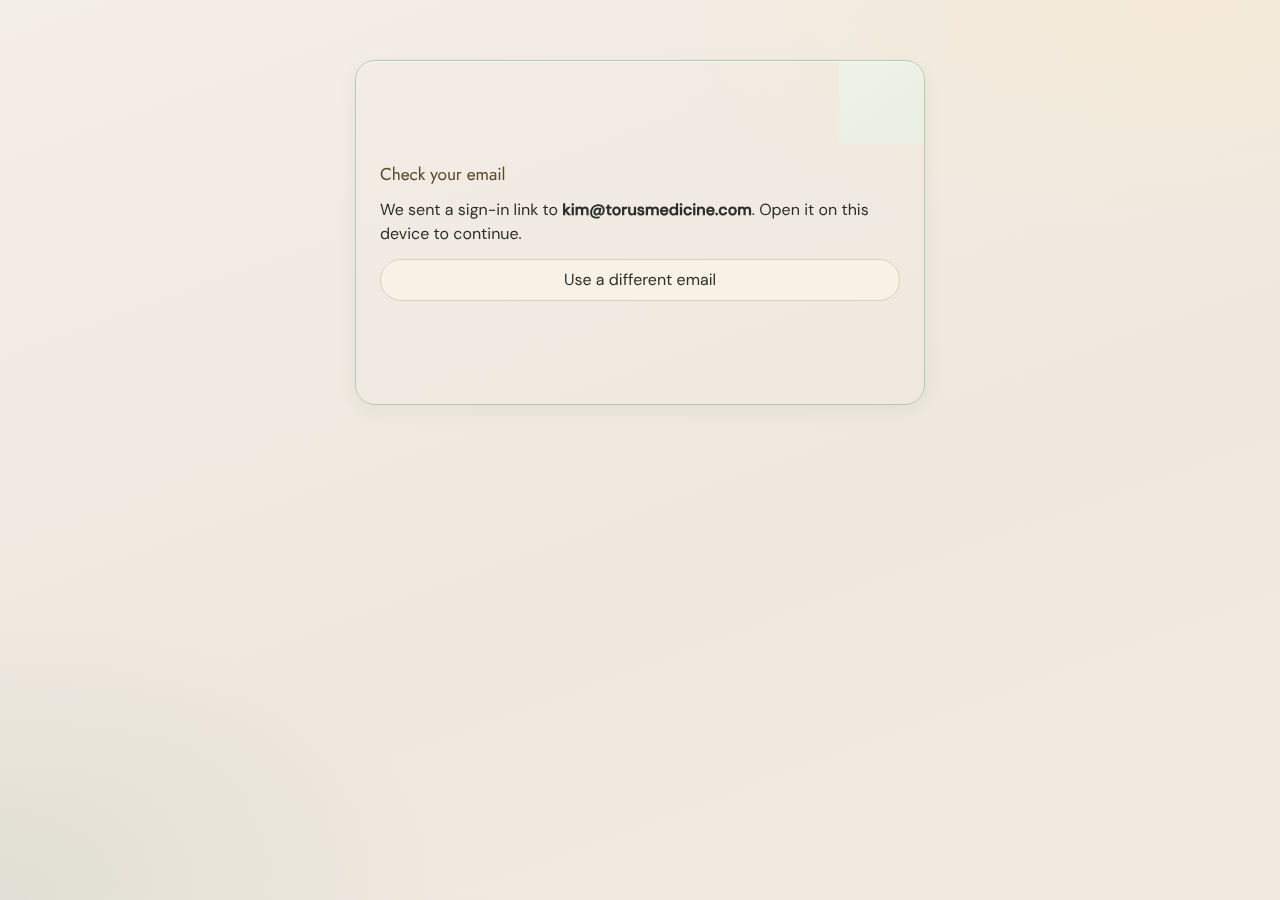 Check your email
We sent a sign-in link to kim@torusmedicine.com. Open it on this
device to continue.
Use a different email